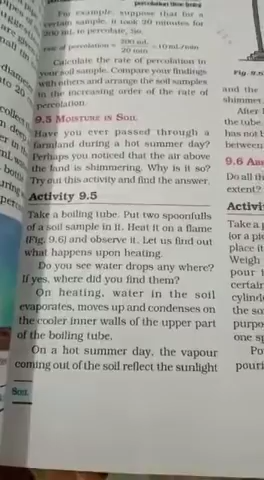 percolation time (min)
For example, suppose that for a
certain sample, it took 20 minutes for
200 mL to percolate. So,
rate of percolation = 200 mL / 20 min = 10 mL/min
Calculate the rate of percolation in
your soil sample. Compare your findings
with others and arrange the soil samples
in the increasing order of the rate of
percolation.
9.5 MOISTURE IN SOIL
Have you ever passed through a
farmland during a hot summer day?
Perhaps you noticed that the air above
the land is shimmering. Why is it so?
Try out this activity and find the answer.
Activity 9.5
Take a boiling tube. Put two spoonfulls
of a soil sample in it. Heat it on a flame
(Fig. 9.6) and observe it. Let us find out
what happens upon heating.
Do you see water drops any where?
If yes, where did you find them?
On heating, water in the soil
evaporates, moves up and condenses on
the cooler inner walls of the upper part
of the boiling tube.
On a hot summer day, the vapour
coming out of the soil reflect the sunlight
SOIL
and the
shimmer
After
the tube
has not
between
9.6
Do all th
extent?
Activi
Take a
(or a pi
place it
Weigh
pour
certain
cylind
the so
purpo
one sp
Po
pouri